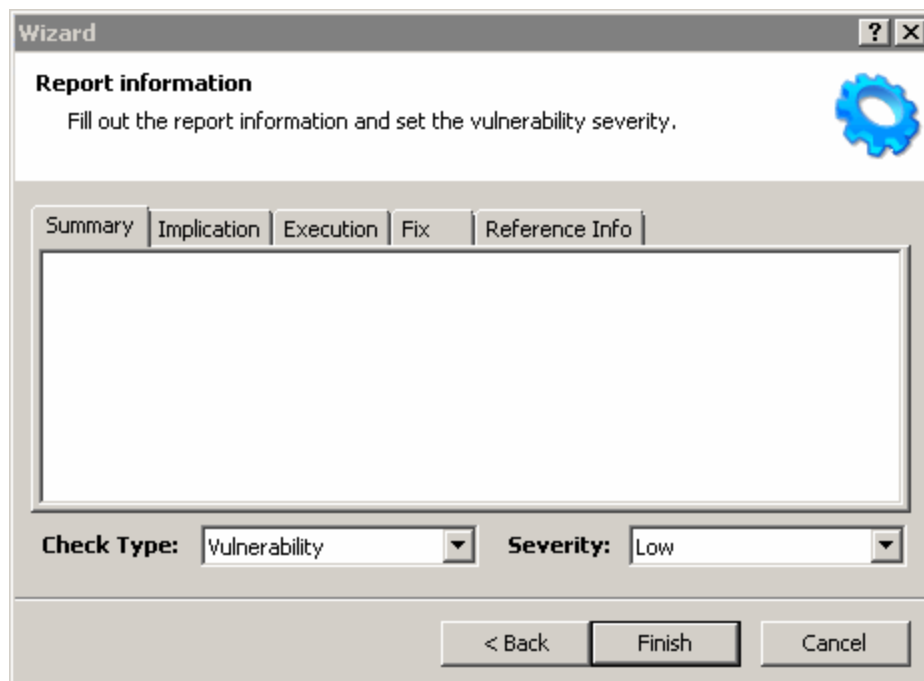 Wizard
Report information
Fill out the report information and set the vulnerability severity.
Summary Implication Execution Fix Reference Info
Check Type: Vulnerability Severity: Low
< Back Finish Cancel